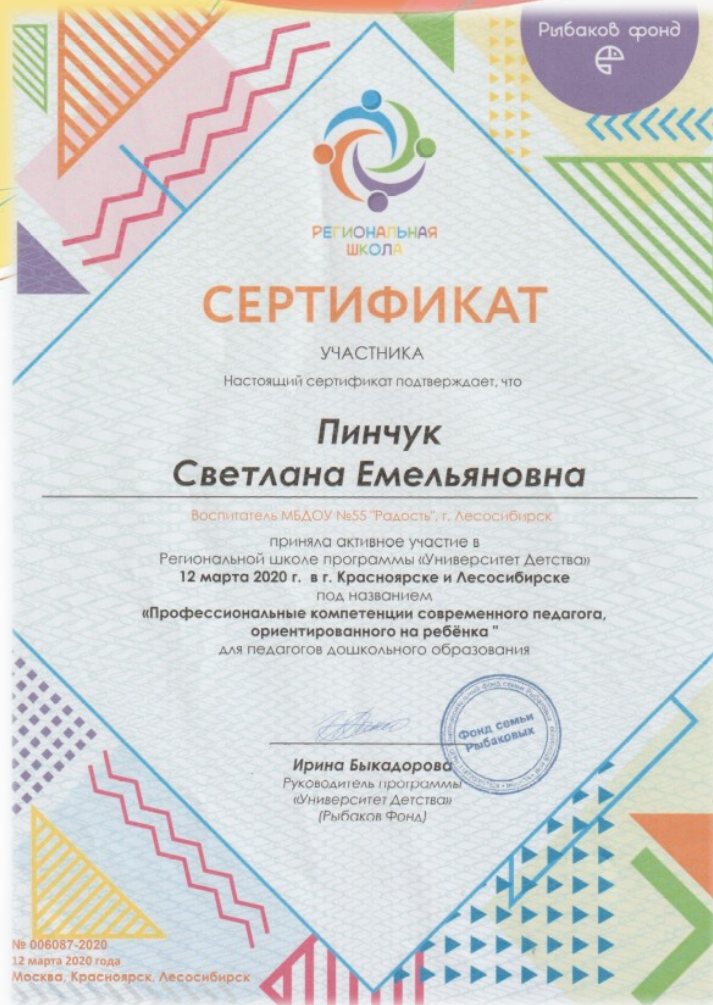 Рыбаков фонд
РЕГИОНАЛЬНАЯ
ШКОЛА
СЕРТИФИКАТ
УЧАСТНИКА
Настоящий сертификат подтверждает, что
Пинчук
Светлана Емельяновна
Воспитатель МБДОУ №55 "Радость", г. Лесосибирск
приняла активное участие в
Региональной школе программы «Университет Детства»
12 марта 2020 г. в г. Красноярске и Лесосибирске
под названием
«Профессиональные компетенции современного педагога,
ориентированного на ребёнка "
для педагогов дошкольного образования
Фонд семьи
Рыбаковых
Ирина Быкадорова
Руководитель программы
«Университет Детства»
(Рыбаков Фонд)
№ 006087-2020
12 марта 2020 года
Москва, Красноярск, Лесосибирск